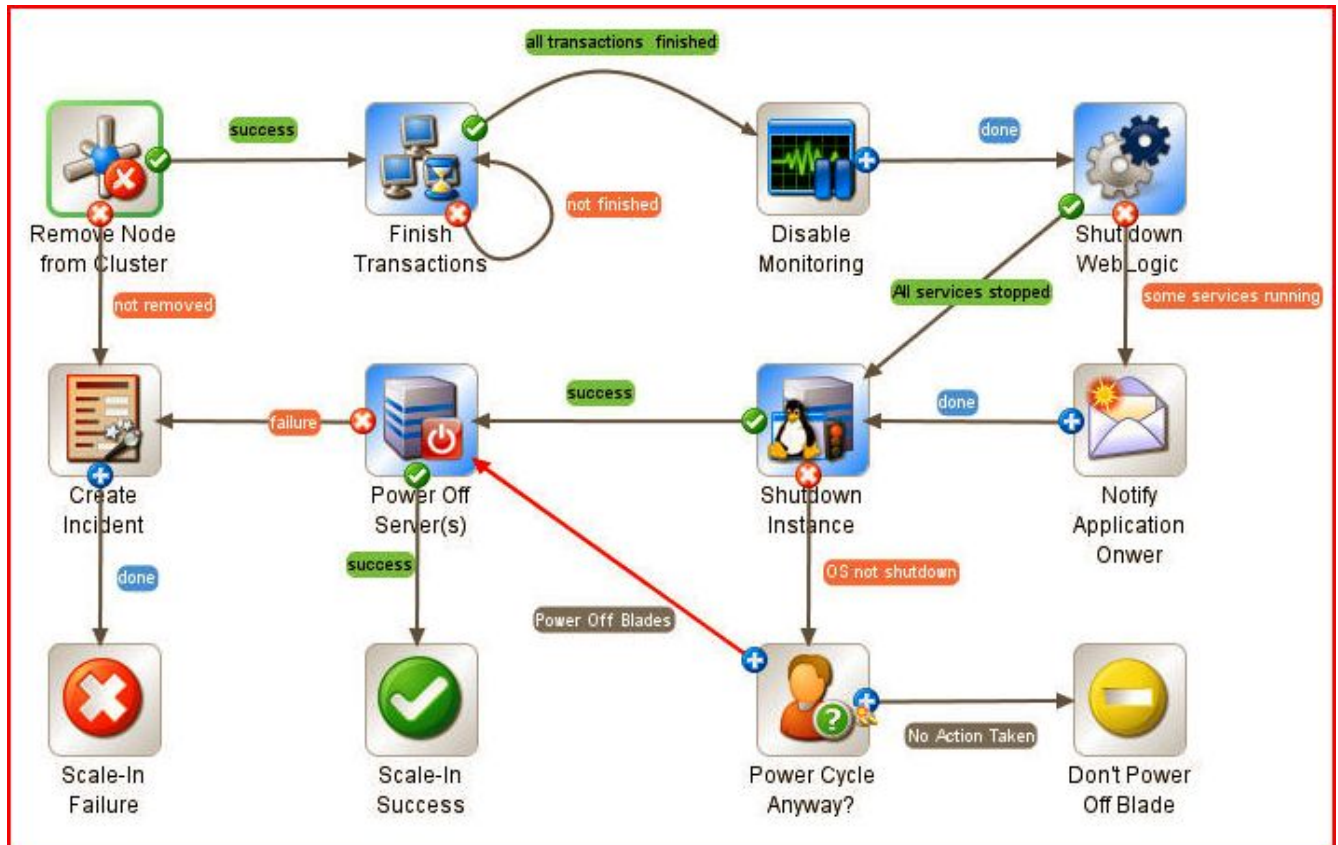 all transactions finished
success
done
not finished
Remove Node
from Cluster
Finish
Transactions
Disable
Monitoring
Shutdown
WebLogic
not removed
All services stopped
some services running
success
done
failure
Create
Incident
Power Off
Server(s)
Shutdown
Instance
Notify
Application
Onwer
done
success
OS not shutdown
Power Off Blades
No Action Taken
Scale-In
Failure
Scale-In
Success
Power Cycle
Anyway?
Don't Power
Off Blade